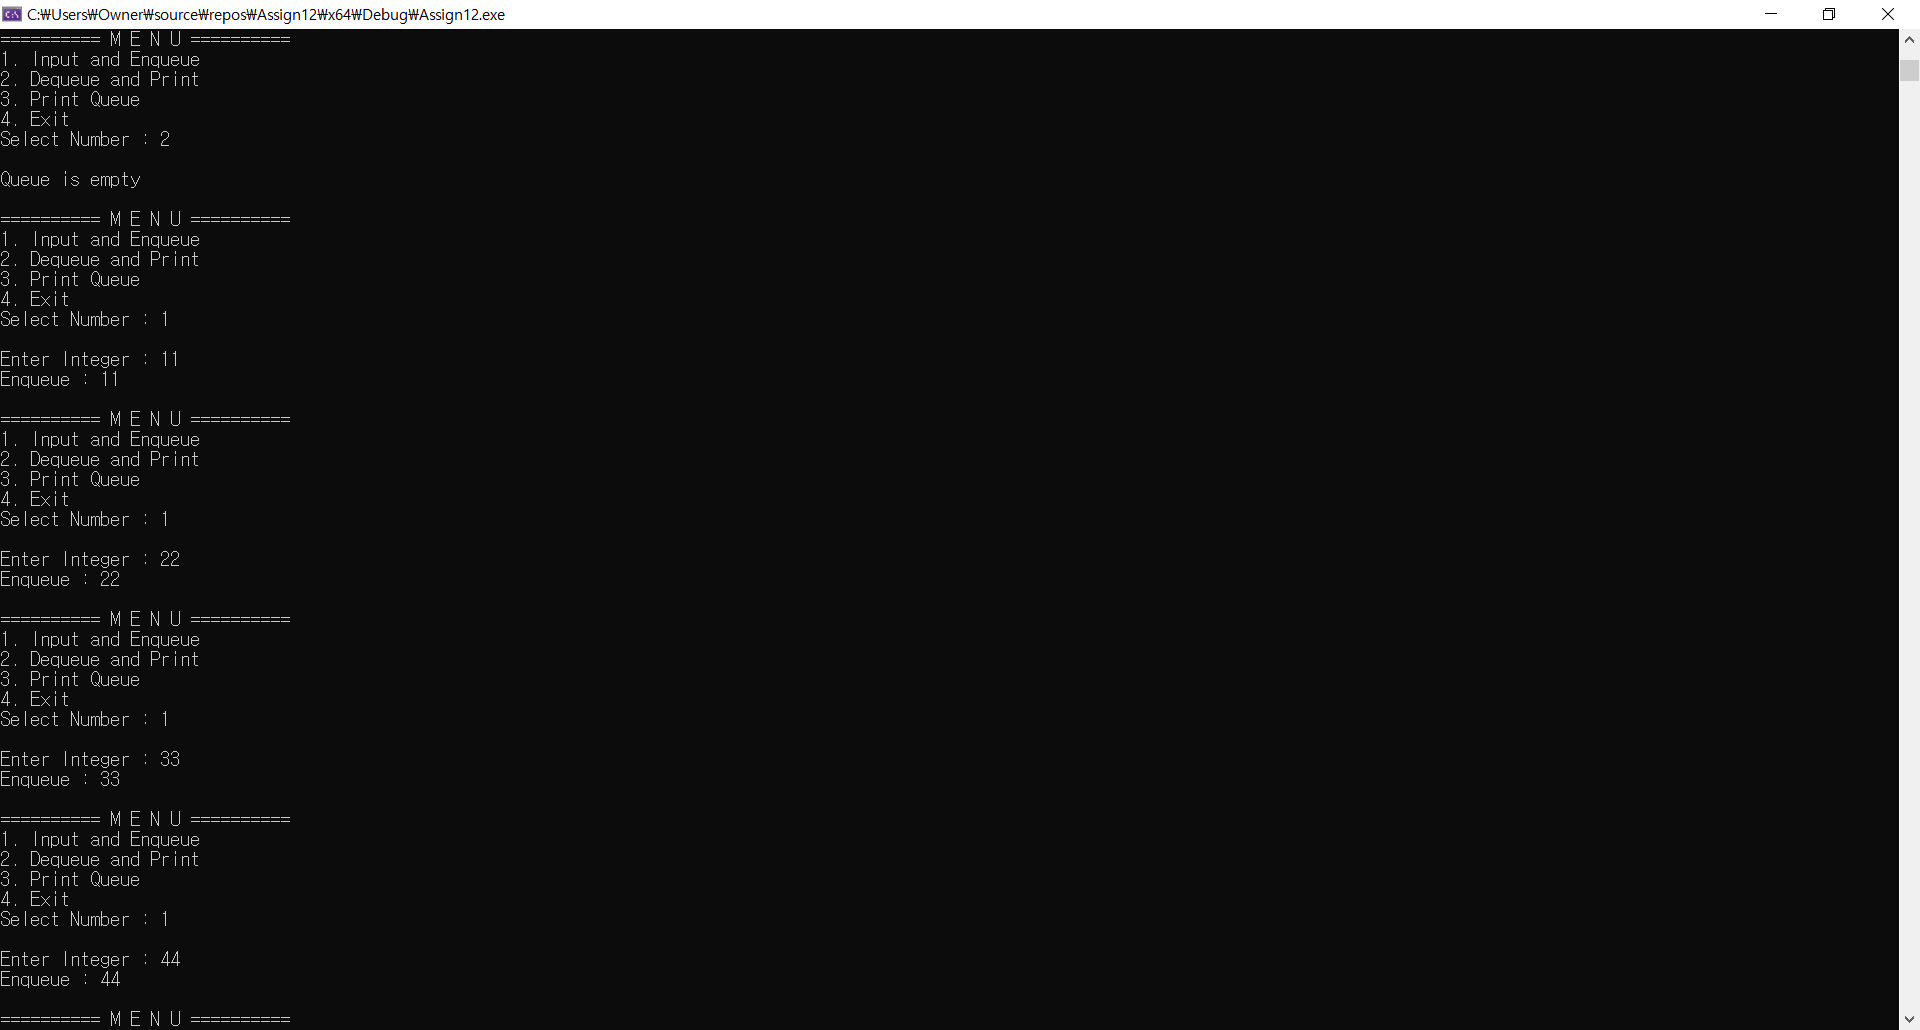 C:₩Users₩Owner₩source₩repos₩Assign12₩x64₩Debug₩Assign12.exe
========== M E N U ==========
1. Input and Enqueue
2. Dequeue and Print
3. Print Queue
4. Exit
Select Number : 2
Queue is empty
========== M E N U ==========
1. Input and Enqueue
2. Dequeue and Print
3. Print Queue
4. Exit
Select Number : 1
Enter Integer : 11
Enqueue : 11
========== M E N U ==========
1. Input and Enqueue
2. Dequeue and Print
3. Print Queue
4. Exit
Select Number : 1
Enter Integer : 22
Enqueue : 22
========== M E N U ==========
1. Input and Enqueue
2. Dequeue and Print
3. Print Queue
4. Exit
Select Number : 1
Enter Integer : 33
Enqueue : 33
========== M E N U ==========
1. Input and Enqueue
2. Dequeue and Print
3. Print Queue
4. Exit
Select Number : 1
Enter Integer : 44
Enqueue : 44
========== M E N U ==========